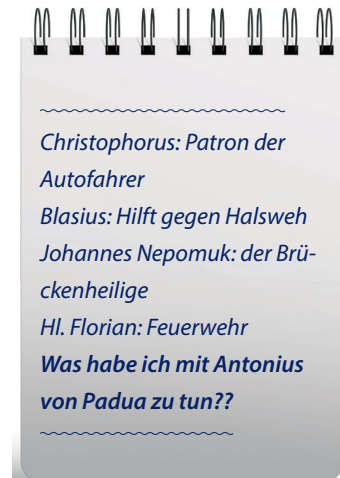 Christophorus: Patron der
Autofahrer
Blasius: Hilft gegen Halsweh
Johannes Nepomuk: der Brü-
ckenheilige
Hl. Florian: Feuerwehr
Was habe ich mit Antonius
von Padua zu tun??